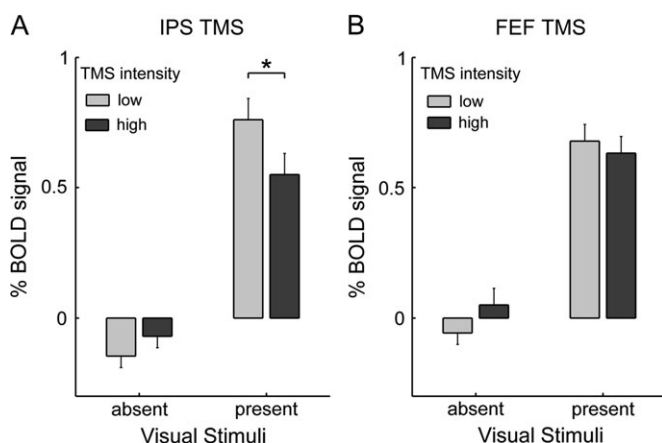 A
IPS TMS
1
TMS intensity
low
high
*
0.5
0
% BOLD signal
absent
present
Visual Stimuli
B
FEF TMS
1
TMS intensity
low
high
0.5
0
% BOLD signal
absent
present
Visual Stimuli